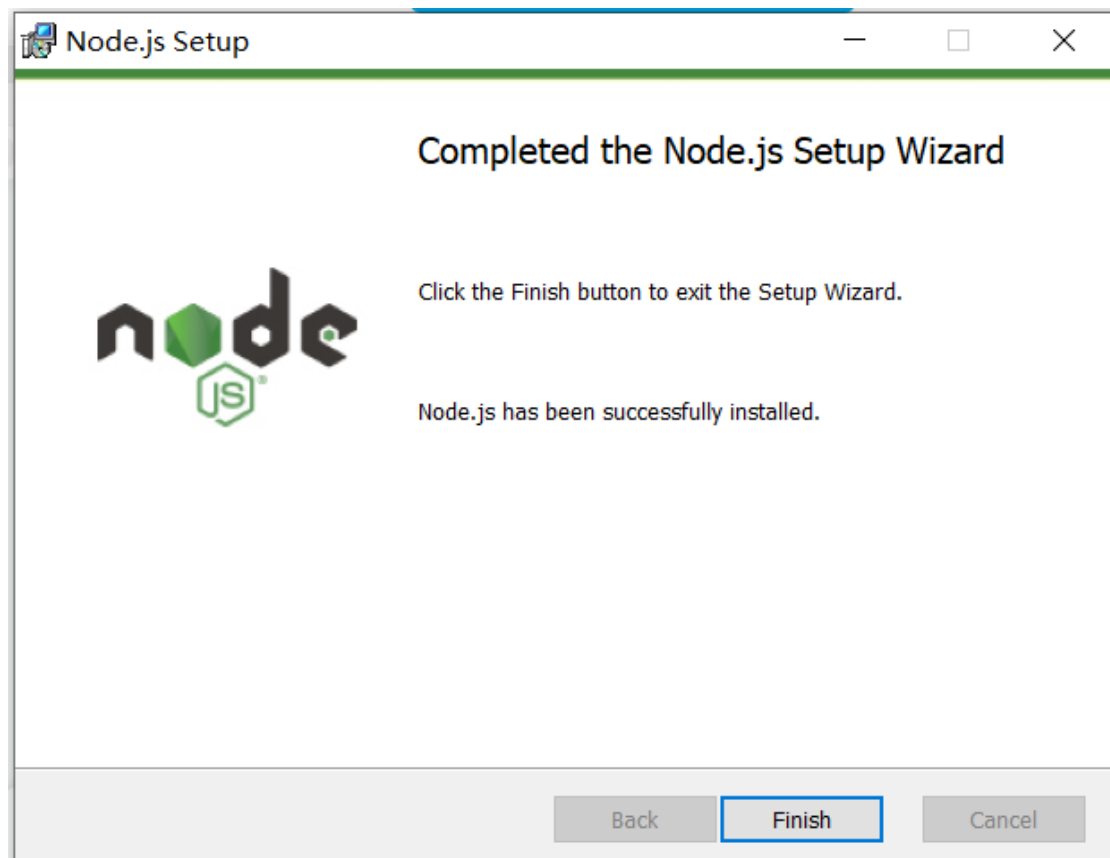 Node.js Setup
Completed the Node.js Setup Wizard
Click the Finish button to exit the Setup Wizard.
node
JS®
Node.js has been successfully installed.
Back
Finish
Cancel